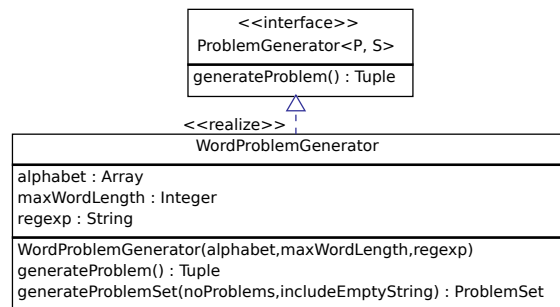 <<interface>>
ProblemGenerator<P, S>
generateProblem() : Tuple
<<realize>>
WordProblemGenerator
alphabet : Array
maxWordLength : Integer
regexp : String
WordProblemGenerator(alphabet,maxWordLength,regexp)
generateProblem() : Tuple
generateProblemSet(noProblems,includeEmptyString) : ProblemSet